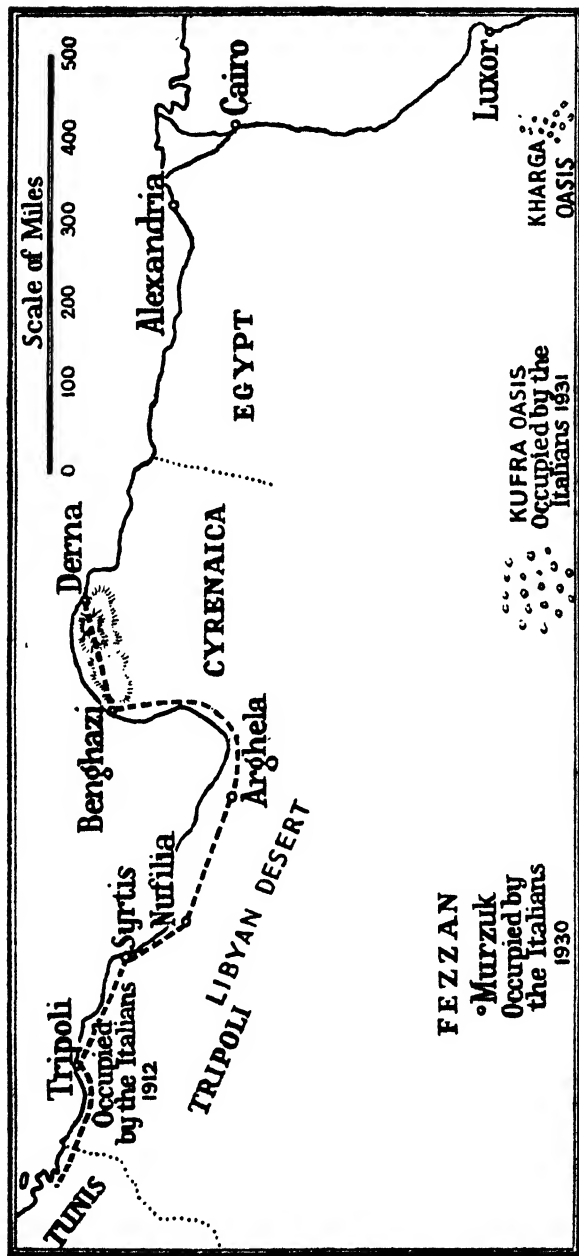 Scale of Miles
0 100 200 300 400 500
TUNIS
Tripoli
Occupied
by the Italians
1912
Syrtis
Nufilia
Benghazi
Derna
Alexandria
Cairo
Luxor
Arghela
CYRENAICA
EGYPT
LIBYAN DESERT
TRIPOLI
FEZZAN
Murzuk
Occupied by
the Italians
1930
KUFRA OASIS
Occupied by the
Italians 1931
KHARGA
OASIS